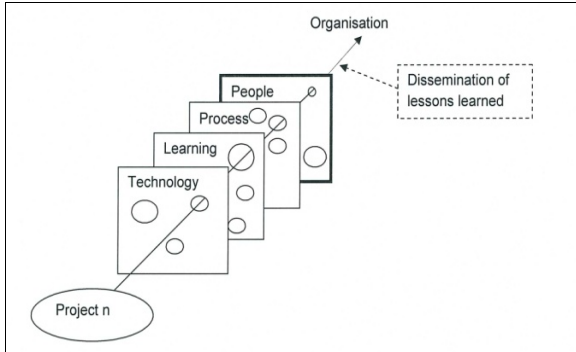 Organisation
People
Dissemination of
lessons learned
Process
Learning
Technology
Project n